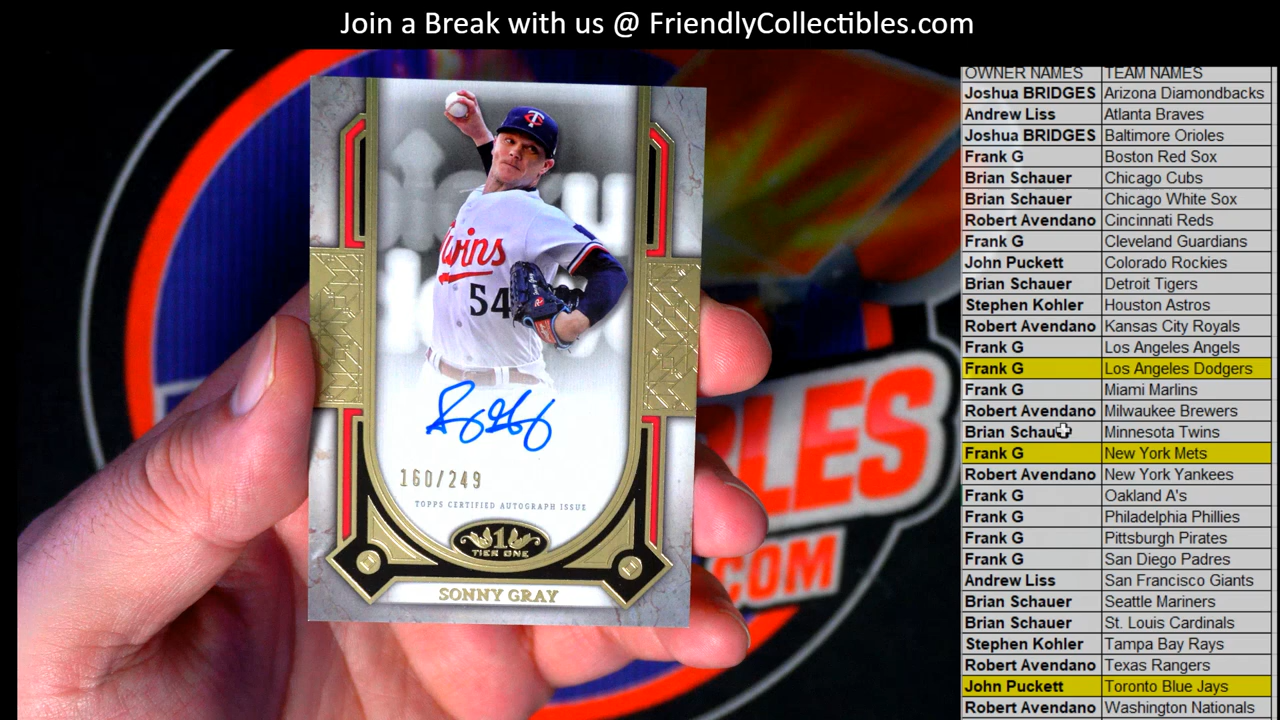 Join a Break with us @ FriendlyCollectibles.com
Twins
54
160/249
TOPPS CERTIFIED AUTOGRAPH ISSUE
1
TIER ONE
SONNY GRAY
BLES
.COM
OWNER NAMES TEAM NAMES
Joshua BRIDGES Arizona Diamondbacks
Andrew Liss Atlanta Braves
Joshua BRIDGES Baltimore Orioles
Frank G Boston Red Sox
Brian Schauer Chicago Cubs
Brian Schauer Chicago White Sox
Robert Avendano Cincinnati Reds
Frank G Cleveland Guardians
John Puckett Colorado Rockies
Brian Schauer Detroit Tigers
Stephen Kohler Houston Astros
Robert Avendano Kansas City Royals
Frank G Los Angeles Angels
Frank G Los Angeles Dodgers
Frank G Miami Marlins
Robert Avendano Milwaukee Brewers
Brian Schauer Minnesota Twins
Frank G New York Mets
Robert Avendano New York Yankees
Frank G Oakland A's
Frank G Philadelphia Phillies
Frank G Pittsburgh Pirates
Frank G San Diego Padres
Andrew Liss San Francisco Giants
Brian Schauer Seattle Mariners
Brian Schauer St. Louis Cardinals
Stephen Kohler Tampa Bay Rays
Robert Avendano Texas Rangers
John Puckett Toronto Blue Jays
Robert Avendano Washington Nationals